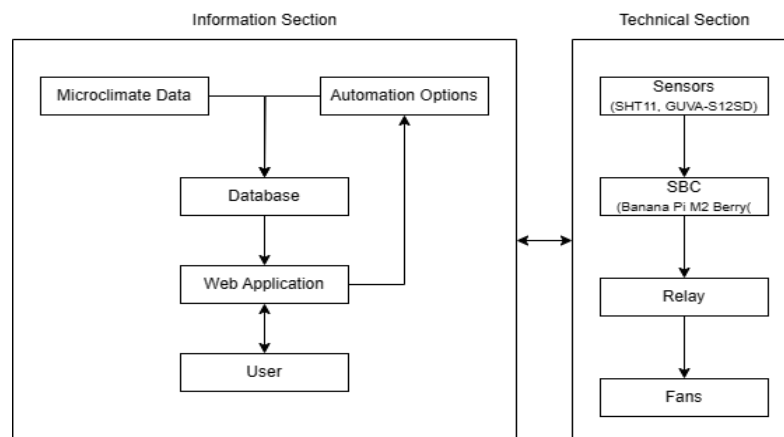 Information Section
Technical Section
Microclimate Data
Automation Options
Database
Web Application
User
Sensors
(SHT11, GUVA-S12SD)
SBC
(Banana Pi M2 Berry(
Relay
Fans